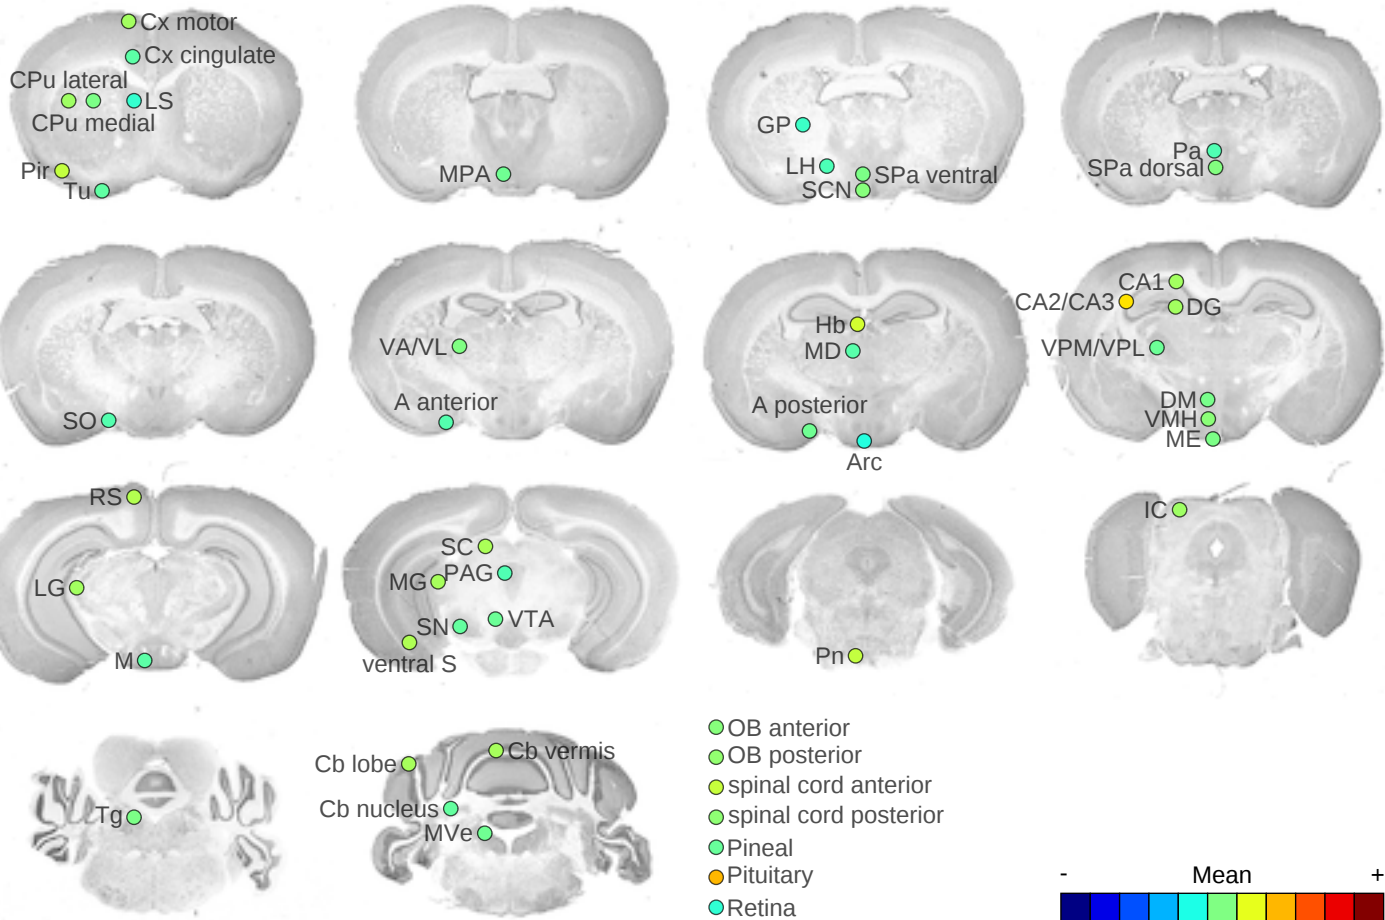 Cx motor
Cx cingulate
CPu lateral
LS
CPu medial
Pir
Tu
MPA
GP
LH
SPa ventral
SCN
Pa
SPa dorsal
SO
VA/VL
A anterior
Hb
MD
A posterior
Arc
CA1
CA2/CA3
DG
VPM/VPL
DM
VMH
ME
RS
LG
M
SC
PAG
MG
SN
VTA
ventral S
Pn
IC
Tg
Cb lobe
Cb vermis
Cb nucleus
MVe
OB anterior
OB posterior
spinal cord anterior
spinal cord posterior
Pineal
Pituitary
Retina
- Mean +